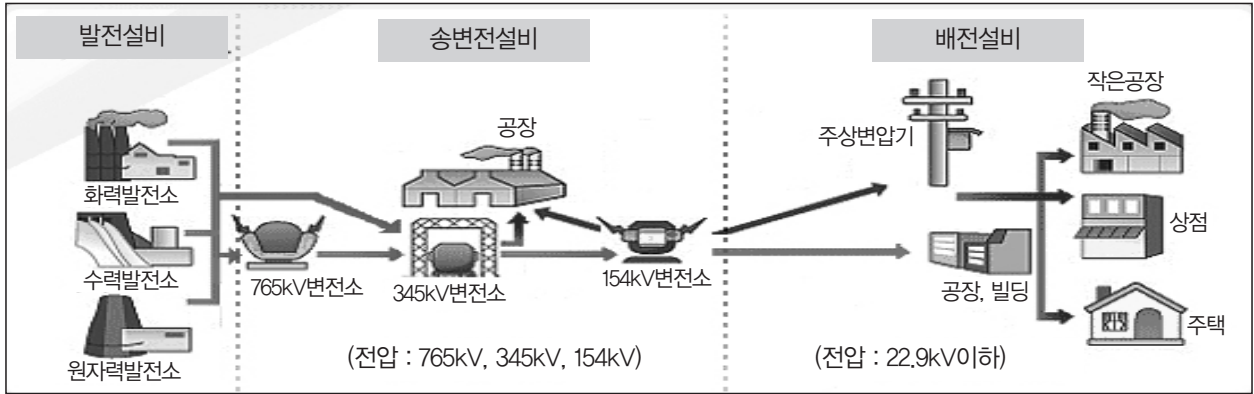 발전설비
송변전설비
배전설비
작은공장
공장
주상변압기
화력발전소
상점
수력발전소
765kV변전소
345kV변전소
154kV변전소
공장, 빌딩
주택
원자력발전소
(전압 : 765kV, 345kV, 154kV)
(전압 : 22.9kV이하)